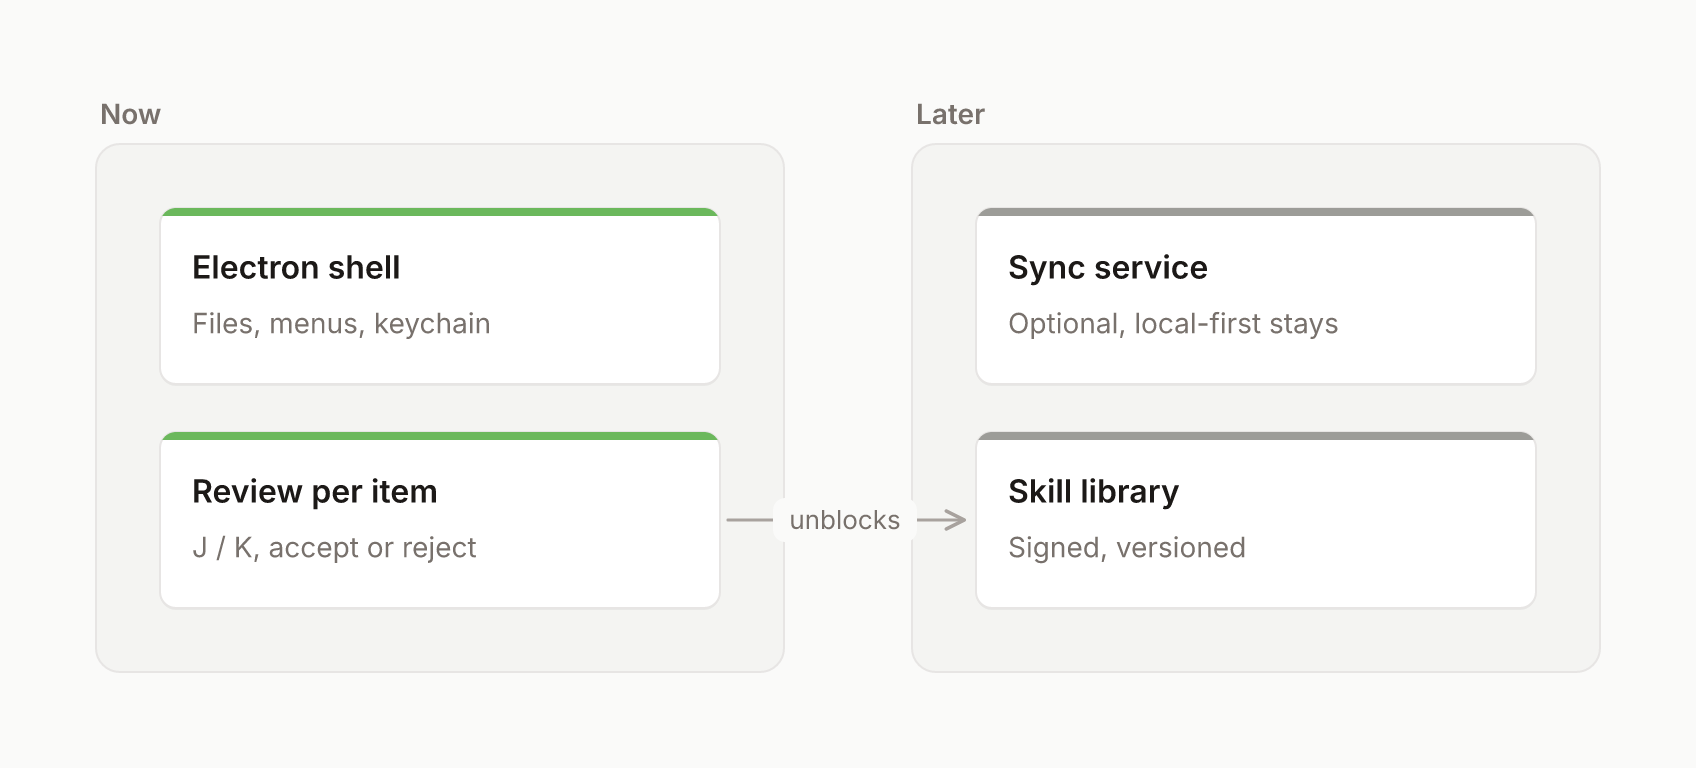 Now
Electron shell
Files, menus, keychain
Review per item
J / K, accept or reject
unblocks
Later
Sync service
Optional, local-first stays
Skill library
Signed, versioned